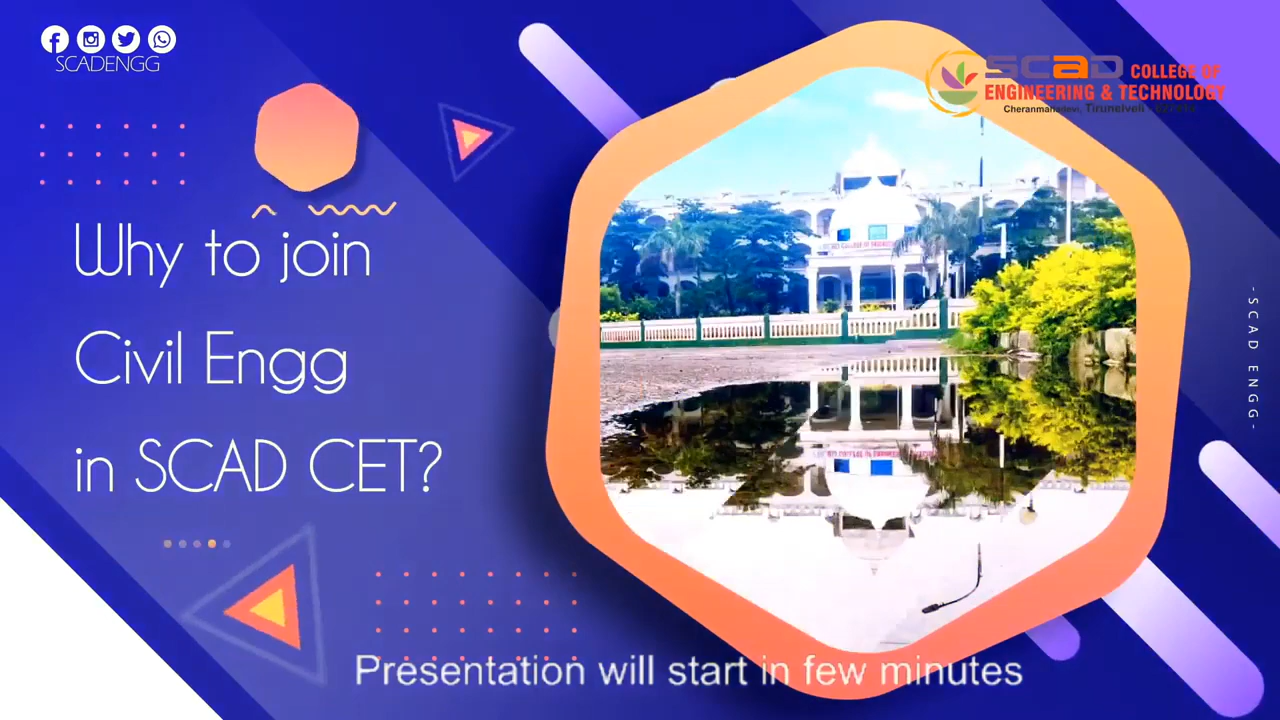 SCADENGG
SCAD COLLEGE OF
ENGINEERING & TECHNOLOGY
Cheranmahadevi, Tirunelveli
Why to join
Civil Engg
in SCAD CET?
-SCAD ENGG-
Presentation will start in few minutes